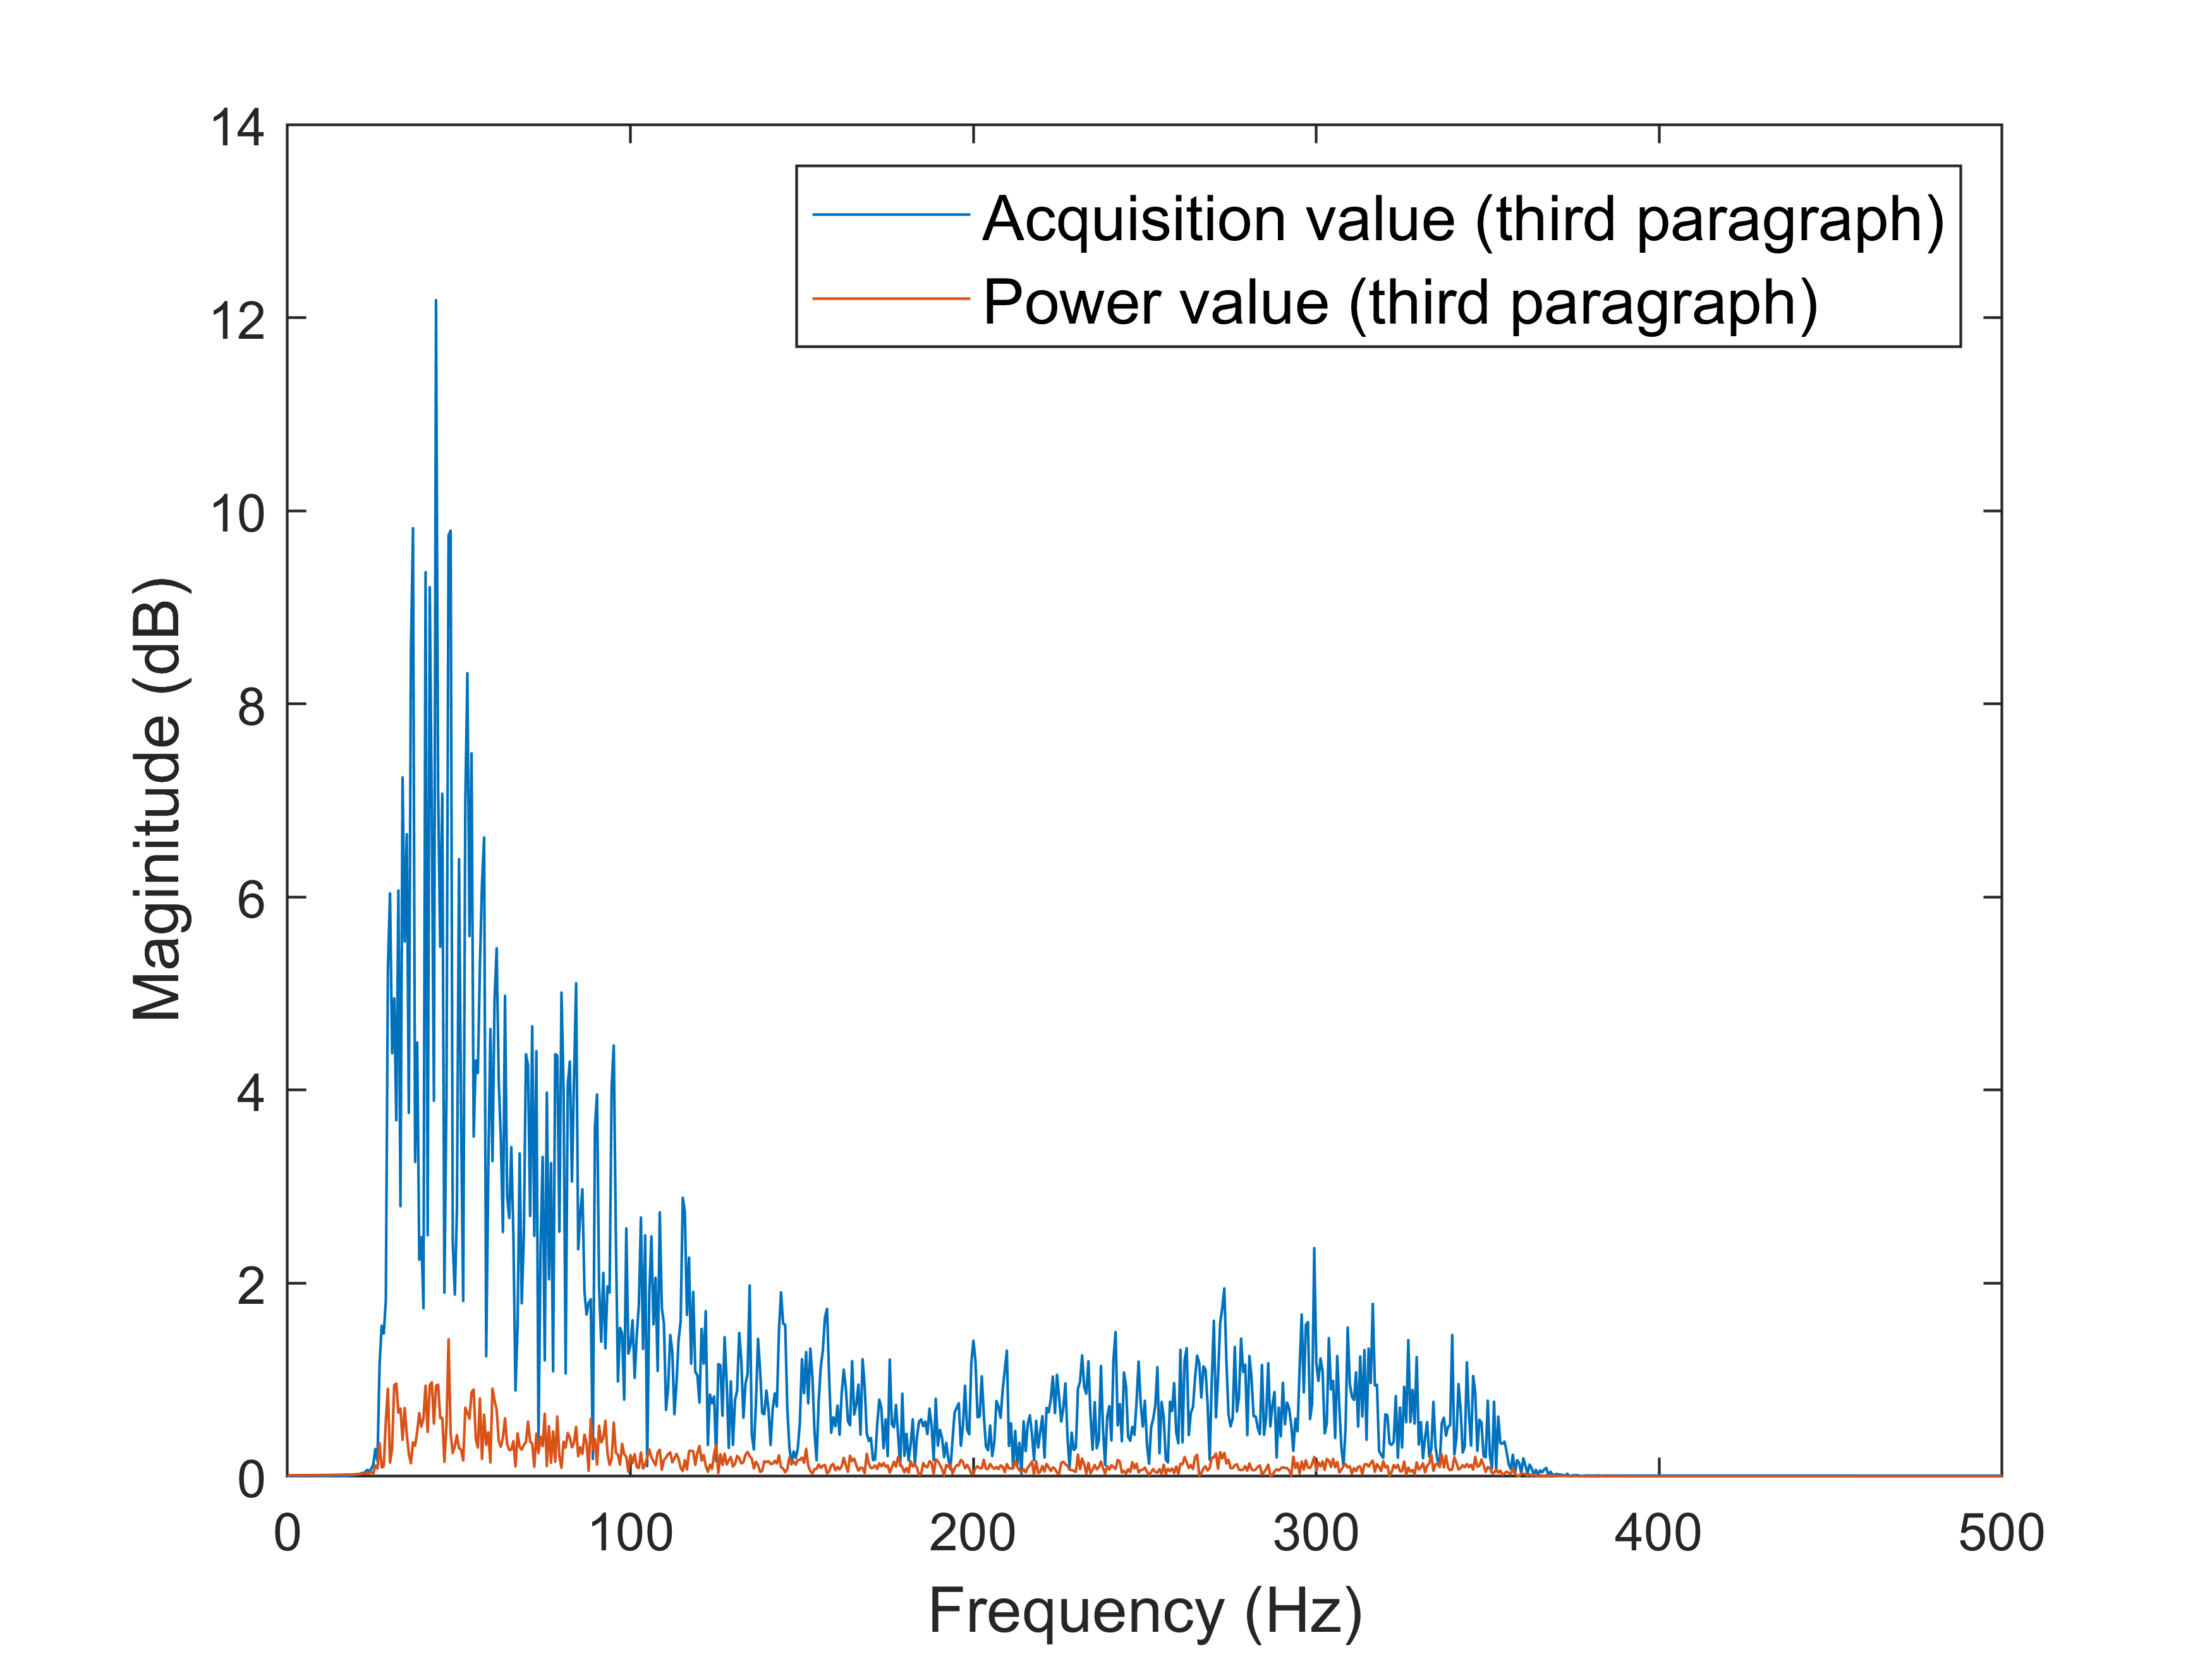 14
12
10
8
6
4
2
0
Maginitude (dB)
Acquisition value (third paragraph)
Power value (third paragraph)
0 100 200 300 400 500
Frequency (Hz)